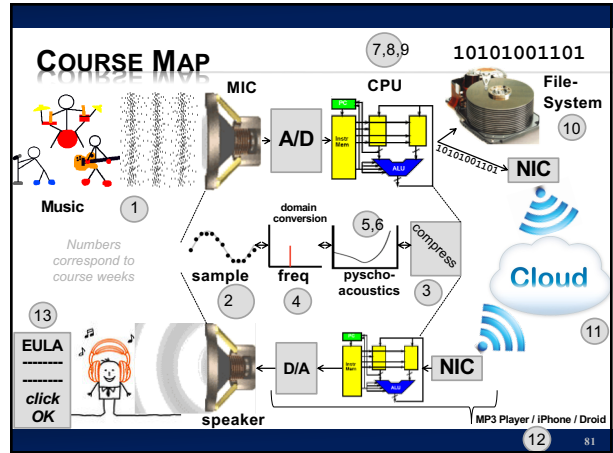 COURSE MAP
7,8,9
10101001101
MIC
CPU
File-
System
10
A/D
PC
Instr
Mem
ALU
10101001101
NIC
Music
1
domain
conversion
5,6
compress
Numbers
correspond to
course weeks
sample
freq
pyscho-
acoustics
2
4
3
Cloud
11
13
EULA
--------
--------
click
OK
speaker
D/A
PC
Instr
Mem
ALU
NIC
MP3 Player / iPhone / Droid
12
81